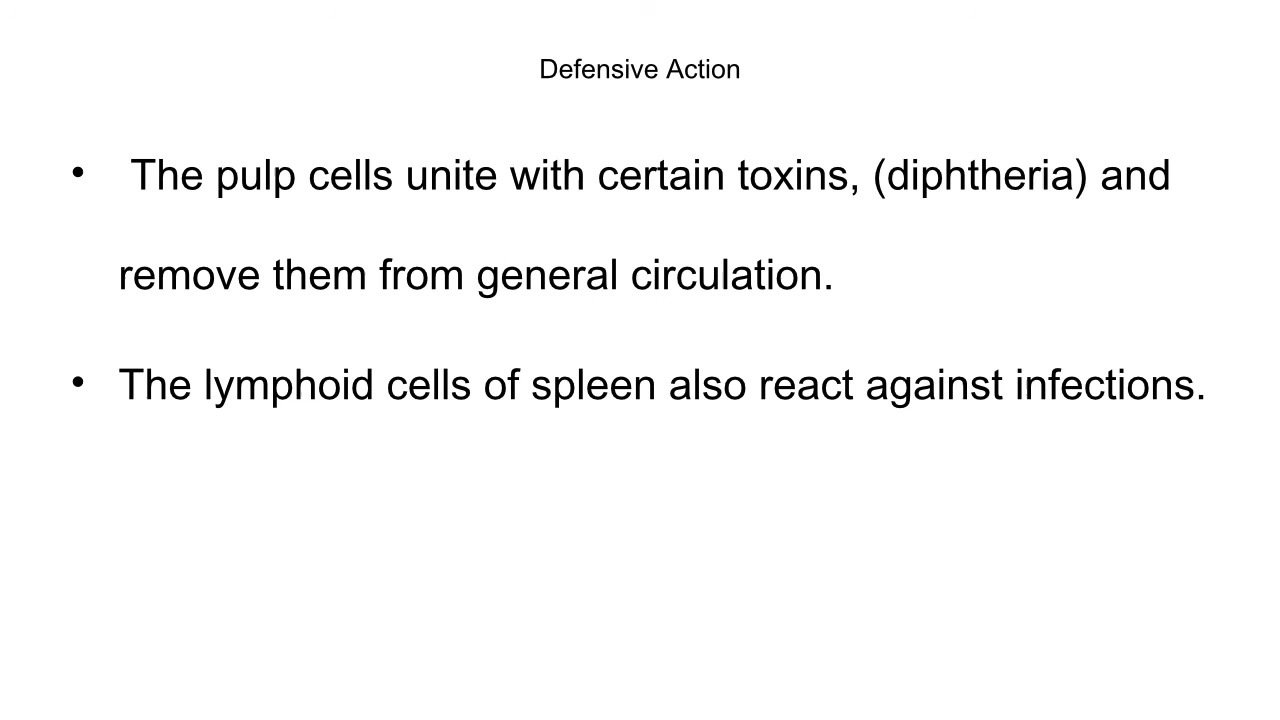 Defensive Action
• The pulp cells unite with certain toxins, (diphtheria) and
remove them from general circulation.
• The lymphoid cells of spleen also react against infections.